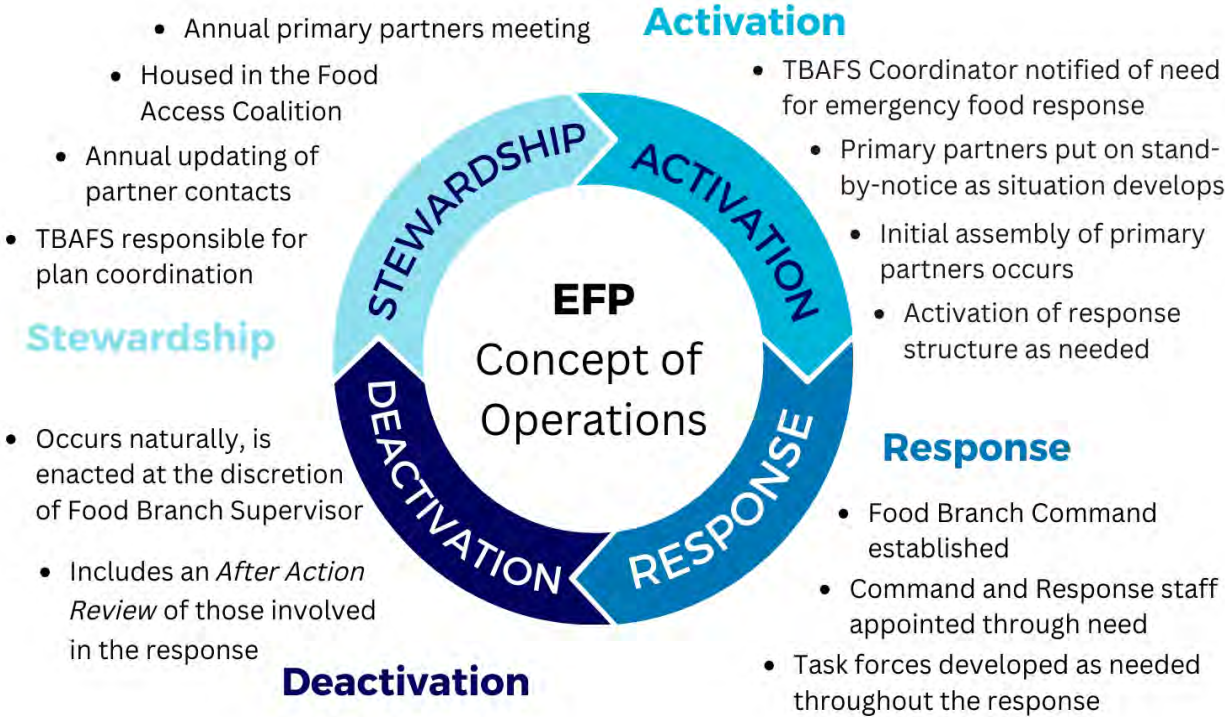 • Annual primary partners meeting
• Housed in the Food
Access Coalition
• Annual updating of
partner contacts
• TBAFS responsible for
plan coordination
Stewardship
Activation
• TBAFS Coordinator notified of need
for emergency food response
• Primary partners put on stand-
by-notice as situation develops
• Initial assembly of primary
partners occurs
• Activation of response
structure as needed
STEWARDSHIP
ACTIVATION
RESPONSE
DEACTIVATION
EFP
Concept of
Operations
Response
• Food Branch Command
established
• Command and Response staff
appointed through need
• Task forces developed as needed
throughout the response
• Occurs naturally, is
enacted at the discretion
of Food Branch Supervisor
• Includes an After Action
Review of those involved
in the response
Deactivation